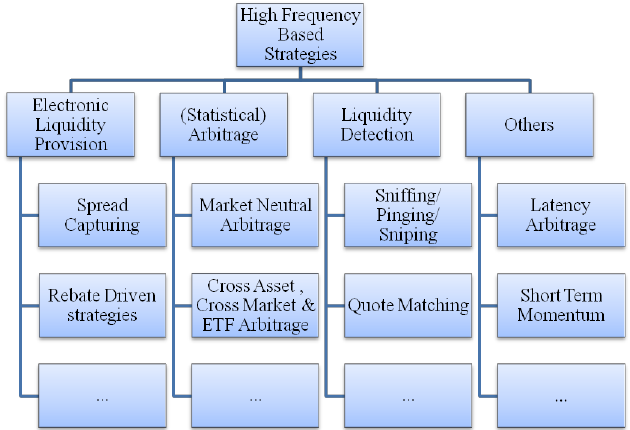 High Frequency
Based
Strategies
Electronic
Liquidity
Provision
(Statistical)
Arbitrage
Liquidity
Detection
Others
Spread
Capturing
Market Neutral
Arbitrage
Sniffing/
Pinging/
Sniping
Latency
Arbitrage
Rebate Driven
strategies
Cross Asset ,
Cross Market &
ETF Arbitrage
Quote Matching
Short Term
Momentum
...
...
...
...